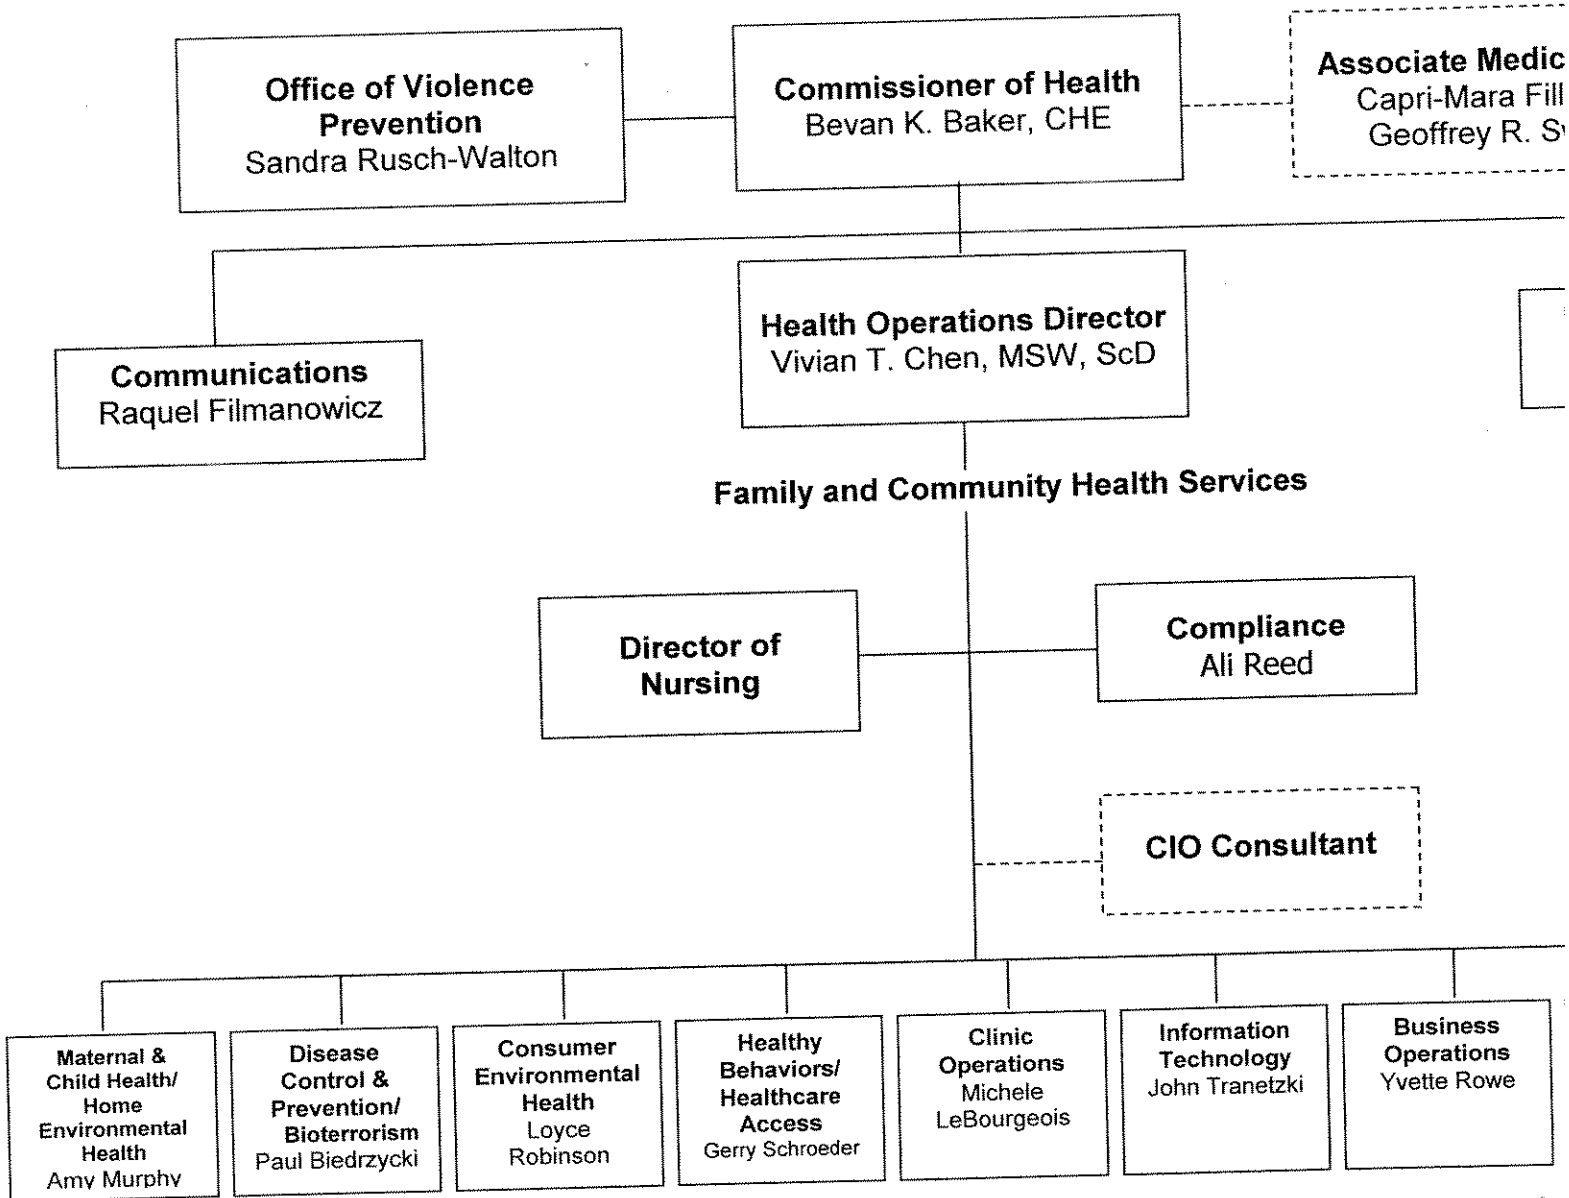 Office of Violence
Prevention
Sandra Rusch-Walton
Commissioner of Health
Bevan K. Baker, CHE
Associate
Capri-Mara
Geoffrey R.
Communications
Raquel Filmanowicz
Health Operations Director
Vivian T. Chen, MSW, ScD
Family and Community Health Services
Director of
Nursing
Compliance
Ali Reed
CIO Consultant
Maternal &
Child Health/
Home
Environmental
Health
Amy Murphy
Disease
Control &
Prevention/
Bioterrorism
Paul Biedrzycki
Consumer
Environmental
Health
Loyce
Robinson
Healthy
Behaviors/
Healthcare
Access
Gerry Schroeder
Clinic
Operations
Michele
LeBourgeois
Information
Technology
John Tranetzki
Business
Operations
Yvette Rowe